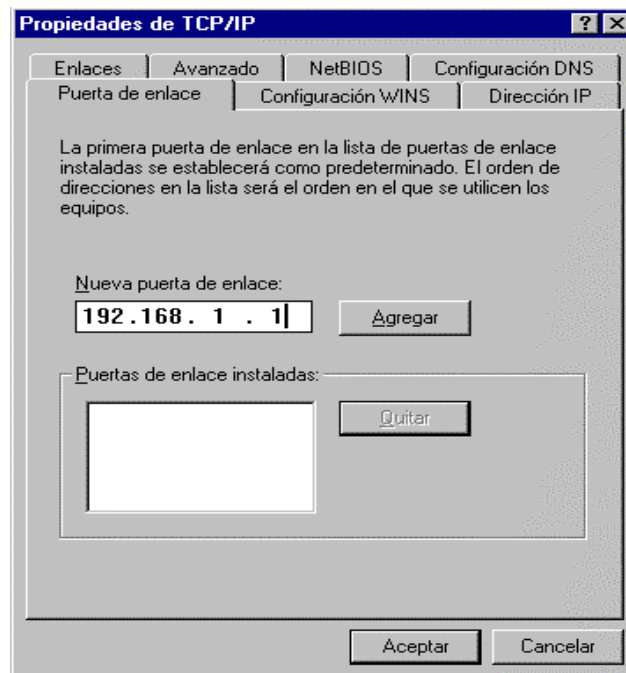 Propiedades de TCP/IP
Enlaces Avanzado NetBIOS Configuración DNS
Puerta de enlace Configuración WINS Dirección IP
La primera puerta de enlace en la lista de puertas de enlace
instaladas se establecerá como predeterminado. El orden de
direcciones en la lista será el orden en el que se utilicen los
equipos.
Nueva puerta de enlace:
192.168. 1 . 1
Agregar
Puertas de enlace instaladas:
Quitar
Aceptar Cancelar